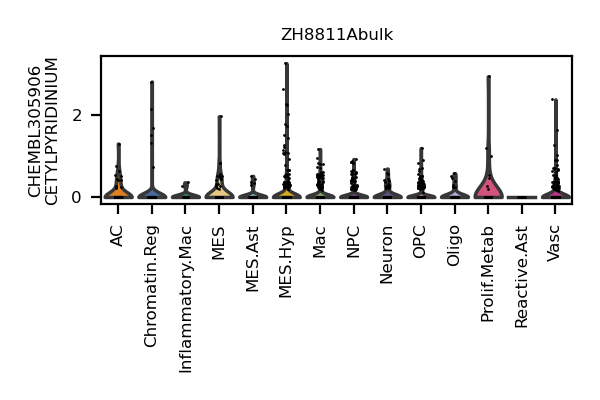 ZH8811Abulk
CHEMBL305906
CETYLPYRIDINIUM
2
0
AC
Chromatin.Reg
Inflammatory.Mac
MES
MES.Ast
MES.Hyp
Mac
NPC
Neuron
OPC
Oligo
Prolif.Metab
Reactive.Ast
Vasc